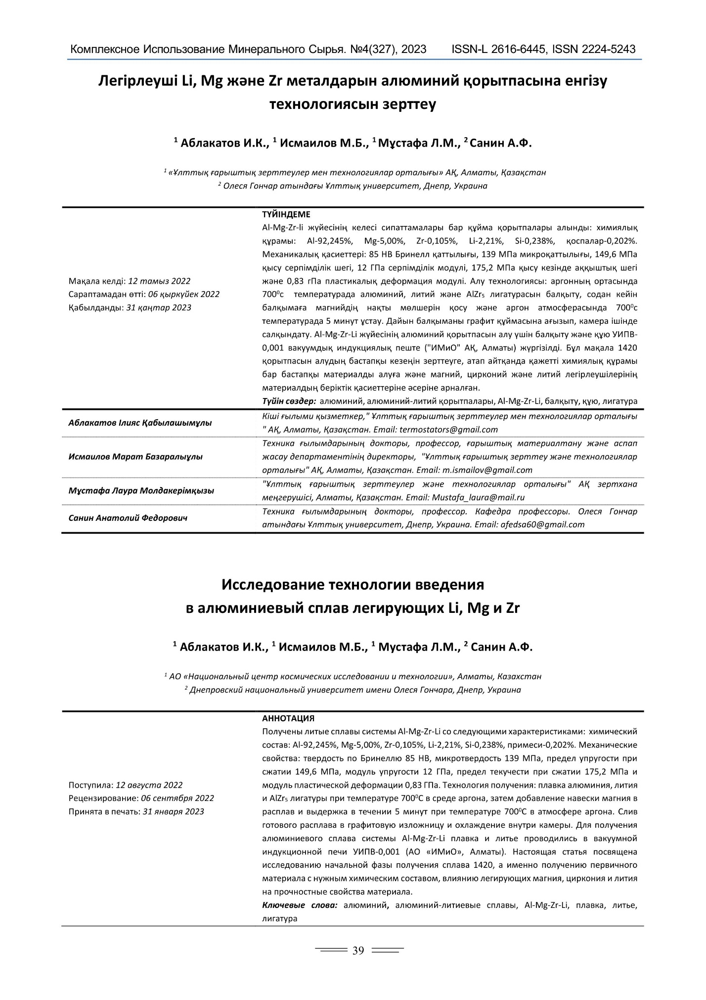 Комплексное Использование Минерального Сырья. №4(327), 2023 ISSN-L 2616-6445, ISSN 2224-5243
Легірлеуші Li, Mg және Zr металдарын алюминий қорытпасына енгізу
технологиясын зерттеу
¹ Аблакатов И.К., ¹ Исмаилов М.Б., ¹ Мұстафа Л.М., ² Санин А.Ф.
¹ «Ұлттық ғарыштық зерттеулер мен технологиялар орталығы» АҚ, Алматы, Қазақстан
² Олеся Гончар атындағы Ұлттық университет, Днепр, Украина
Мақала келді: 12 тамыз 2022
Сараптамадан өтті: 06 қыркүйек 2022
Қабылданды: 31 қаңтар 2023
ТҮЙІНДЕМЕ
Al-Mg-Zr-li жүйесінің келесі сипаттамалары бар құйма қорытпалары алынды: химиялық
құрамы: Al-92,245%, Mg-5,00%, Zr-0,105%, Li-2,21%, Si-0,238%, қоспалар-0,202%.
Механикалық қасиеттері: 85 НВ Бринелл қаттылығы, 139 МПа микроқаттылығы, 149,6 МПа
қысу серпімділік шегі, 12 ГПа серпімділік модулі, 175,2 МПа қысу кезінде аққыштық шегі
және 0,83 гПа пластикалық деформация модулі. Алу технологиясы: аргонның ортасында
700⁰с температурада алюминий, литий және AlZr₅ лигатурасын балқыту, содан кейін
балқымаға магнийдің нақты мөлшерін қосу және аргон атмосферасында 700⁰с
температурада 5 минут ұстау. Дайын балқыманы графит құймасына ағызып, камера ішінде
салқындату. Al-Mg-Zr-Li жүйесінің алюминий қорытпасын алу үшін балқыту және құю УИПВ-
0,001 вакуумдық индукциялық пеште ("ИМиО" АҚ, Алматы) жүргізілді. Бұл мақала 1420
қорытпасын алудың бастапқы кезеңін зерттеуге, атап айтқанда қажетті химиялық құрамы
бар бастапқы материалды алуға және магний, цирконий және литий легірлеушілерінің
материалдың беріктік қасиеттеріне әсеріне арналған.
Түйін сөздер: алюминий, алюминий-литий қорытпалары, Al-Mg-Zr-Li, балқыту, құю, лигатура
Аблакатов Ілияс Қабылашымұлы
Кіші ғылыми қызметкер," Ұлттық ғарыштық зерттеулер мен технологиялар орталығы
" АҚ, Алматы, Қазақстан. Email: termostators@gmail.com
Исмаилов Марат Базаралыұлы
Техника ғылымдарының докторы, профессор, ғарыштық материалтану және аспап
жасау департаментінің директоры, "Ұлттық ғарыштық зерттеу және технологиялар
орталығы" АҚ, Алматы, Қазақстан. Email: m.ismailov@gmail.com
Мұстафа Лаура Молдакерімқызы
"Ұлттық ғарыштық зерттеулер және технологиялар орталығы" АҚ зертхана
меңгерушісі, Алматы, Қазақстан. Email: Mustafa_laura@mail.ru
Санин Анатолий Федорович
Техника ғылымдарының докторы, профессор. Кафедра профессоры. Олеся Гончар
атындағы Ұлттық университет, Днепр, Украина. Email: afedsa60@gmail.com
Исследование технологии введения
в алюминиевый сплав легирующих Li, Mg и Zr
¹ Аблакатов И.К., ¹ Исмаилов М.Б., ¹ Мустафа Л.М., ² Санин А.Ф.
¹ АО «Национальный центр космических исследовании и технологии», Алматы, Казахстан
² Днепровский национальный университет имени Олеся Гончара, Днепр, Украина
Поступила: 12 августа 2022
Рецензирование: 06 сентября 2022
Принята в печать: 31 января 2023
АННОТАЦИЯ
Получены литые сплавы системы Al-Mg-Zr-Li со следующими характеристиками: химический
состав: Al-92,245%, Mg-5,00%, Zr-0,105%, Li-2,21%, Si-0,238%, примеси-0,202%. Механические
свойства: твердость по Бринеллю 85 НВ, микротвердость 139 МПа, предел упругости при
сжатии 149,6 МПа, модуль упругости 12 ГПа, предел текучести при сжатии 175,2 МПа и
модуль пластической деформации 0,83 ГПа. Технология получения: плавка алюминия, лития
и AlZr₅ лигатуры при температуре 700⁰С в среде аргона, затем добавление навески магния в
расплав и выдержка в течении 5 минут при температуре 700⁰С в атмосфере аргона. Слив
готового расплава в графитовую изложницу и охлаждение внутри камеры. Для получения
алюминиевого сплава системы Al-Mg-Zr-Li плавка и литье проводились в вакуумной
индукционной печи УИПВ-0,001 (АО «ИМиО», Алматы). Настоящая статья посвящена
исследованию начальной фазы получения сплава 1420, а именно получению первичного
материала с нужным химическим составом, влиянию легирующих магния, циркония и лития
на прочностные свойства материала.
Ключевые слова: алюминий, алюминий-литиевые сплавы, Al-Mg-Zr-Li, плавка, литье,
лигатура
39